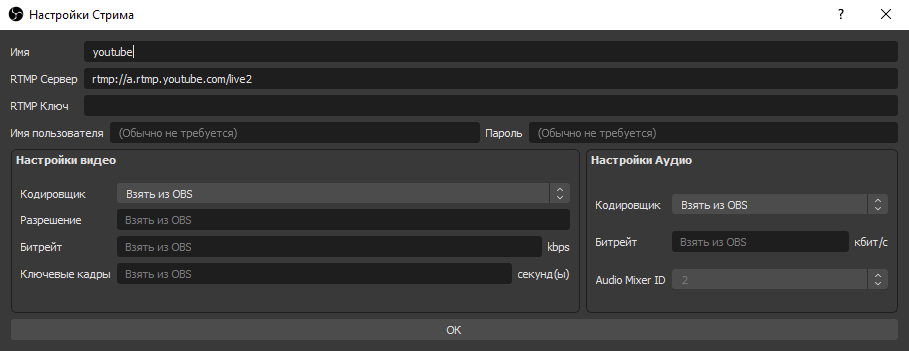 Настройки Стрима
Имя youtube
RTMP Сервер rtmp://a.rtmp.youtube.com/live2
RTMP Ключ
Имя пользователя (Обычно не требуется) Пароль (Обычно не требуется)
Настройки видео
Кодировщик Взять из OBS
Разрешение Взять из OBS
Битрейт Взять из OBS kbps
Ключевые кадры Взять из OBS секунд(ы)
Настройки Аудио
Кодировщик Взять из OBS
Битрейт Взять из OBS кбит/с
Audio Mixer ID 2
OK